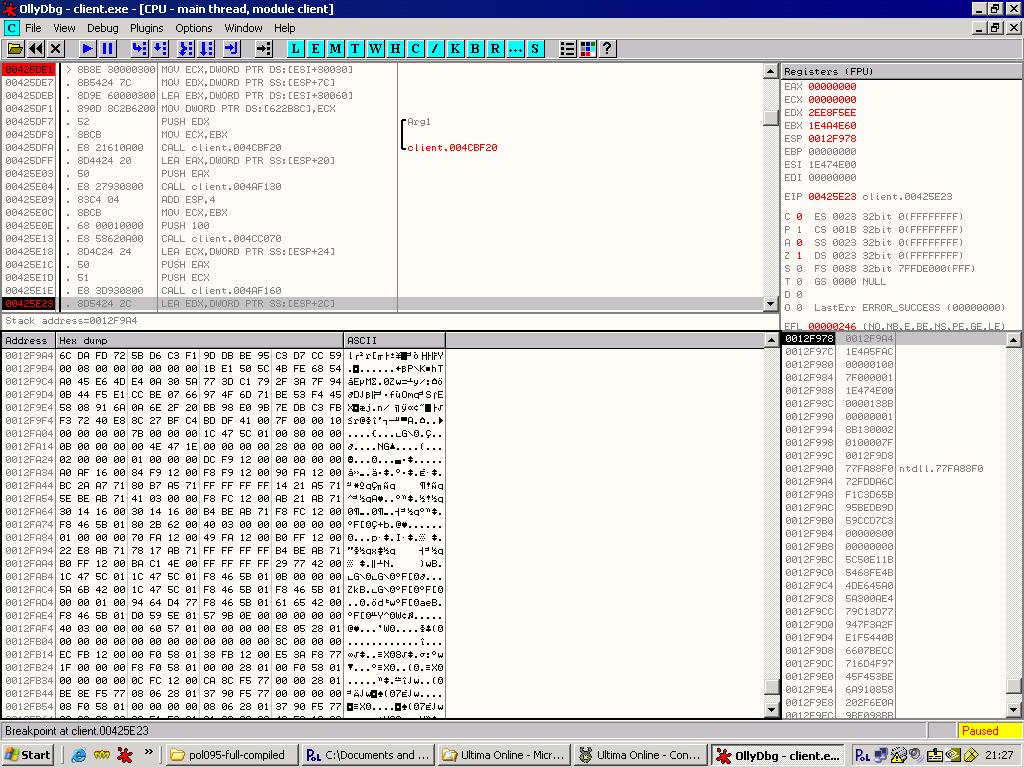 OllyDbg - client.exe - [CPU - main thread, module client]
C File View Debug Plugins Options Window Help
L E M T W H C / K B R ... S ?
00425DE1 > 8B8E 30000300 MOV ECX,DWORD PTR DS:[ESI+30030]
00425DE7 . 8B5424 7C MOV EDX,DWORD PTR SS:[ESP+7C]
00425DEB . 8D9E 60000300 LEA EBX,DWORD PTR DS:[ESI+30060]
00425DF1 . 890D 8C2B6200 MOV DWORD PTR DS:[622B8C],ECX
00425DF7 . 52 PUSH EDX Arg1
00425DF8 . 8BCB MOV ECX,EBX
00425DFA . E8 21610A00 CALL client.004CBF20 client.004CBF20
00425DFF . 8D4424 20 LEA EAX,DWORD PTR SS:[ESP+20]
00425E03 . 50 PUSH EAX
00425E04 . E8 27930800 CALL client.004AF130
00425E09 . 83C4 04 ADD ESP,4
00425E0C . 8BCB MOV ECX,EBX
00425E0E . 68 00010000 PUSH 100
00425E13 . E8 58620A00 CALL client.004CC070
00425E18 . 8D4C24 24 LEA ECX,DWORD PTR SS:[ESP+24]
00425E1C . 50 PUSH EAX
00425E1D . 51 PUSH ECX
00425E1E . E8 3D930800 CALL client.004AF160
00425E23 . 8D5424 2C LEA EDX,DWORD PTR SS:[ESP+2C]
Stack address=0012F9A4
Registers (FPU)
EAX 00000000
ECX 00000000
EDX 2EE8F5EE
EBX 1E4A4E60
ESP 0012F978
EBP 00000000
ESI 1E474E00
EDI 00000000
EIP 00425E23 client.00425E23
C 0 ES 0023 32bit 0(FFFFFFFF)
P 1 CS 001B 32bit 0(FFFFFFFF)
A 0 SS 0023 32bit 0(FFFFFFFF)
Z 1 DS 0023 32bit 0(FFFFFFFF)
S 0 FS 0038 32bit 7FFDE000(FFF)
T 0 GS 0000 NULL
D 0
O 0 LastErr ERROR_SUCCESS (00000000)
EFL 00000246 (NO,NB,E,BE,NS,PE,GE,LE)
Address Hex dump ASCII
0012F9A4 6C DA FD 72 5B D6 C3 F1 9D DB BE 95 C3 D7 CC 59
0012F9B4 00 08 00 00 00 00 00 00 1B E1 50 5C 4B FE 68 54
0012F9C4 A0 45 E6 4D E4 0A 30 5A 77 3D C1 79 2F 3A 7F 94
0012F9D4 0B 44 F5 E1 CC BE 07 66 97 4F 6D 71 BE 53 F4 45
0012F9E4 58 08 91 6A 0A 6E 2F 20 BB 98 E0 9B 7E DB C3 FB
0012F9F4 F3 72 40 E8 8C 27 BF C4 BD DF 41 00 7F 00 00 10
0012FA04 00 00 00 00 7B 00 00 00 1C 47 5C 01 00 80 00 00
0012FA14 0B 00 00 00 00 4E 47 1E 00 00 00 00 28 00 00 00
0012FA24 02 00 00 00 01 00 00 00 DC F9 12 00 00 00 00 00
0012FA34 A0 AF 16 00 84 F9 12 00 F8 F9 12 00 90 FA 12 00
0012FA44 BC 2A A7 71 80 B7 A5 71 FF FF FF FF 14 21 A5 71
0012FA54 5E BE AB 71 41 03 00 00 F8 FC 12 00 AB 21 AB 71
0012FA64 30 14 16 00 30 14 16 00 B4 BE AB 71 F8 FC 12 00
0012FA74 F8 46 5B 01 80 2B 62 00 40 03 00 00 00 00 00 00
0012FA84 01 00 00 00 70 FA 12 00 49 FA 12 00 B0 FF 12 00
0012FA94 22 E8 AB 71 78 17 AB 71 FF FF FF FF B4 BE AB 71
0012FAA4 B0 FF 12 00 BA C1 4E 00 FF FF FF FF 29 77 42 00
0012FAB4 1C 47 5C 01 1C 47 5C 01 F8 46 5B 01 0B 00 00 00
0012FAC4 5A 6B 42 00 1C 47 5C 01 1C 47 5C 01 F8 46 5B 01
0012FAD4 00 00 01 00 94 64 D4 77 F8 46 5B 01 61 65 42 00
0012FAE4 F8 46 5B 01 D0 59 5E 01 57 9B 0E 00 00 00 00 00
0012FAF4 40 03 00 00 00 60 57 01 00 00 00 00 E8 05 28 01
0012FB04 00 00 00 00 00 00 00 00 00 00 00 00 8C 00 00 00
0012FB14 EC FB 12 00 00 F0 58 01 38 FB 12 00 E5 3A F8 77
0012FB24 1F 00 00 00 F8 F0 58 01 00 00 28 01 00 F0 58 01
0012FB34 00 00 00 00 0C FC 12 00 CA 8C F5 77 00 00 28 01
0012FB44 BE 8E F5 77 08 06 28 01 37 90 F5 77 00 00 00 00
0012FB54 08 F0 58 01 00 00 00 00 08 06 28 01 37 90 F5 77
0012F978 0012F9A4
0012F97C 1E4A5FAC
0012F980 00000100
0012F984 7F000001
0012F988 1E474E00
0012F98C 0000138B
0012F990 00000001
0012F994 8B130002
0012F998 0100007F
0012F99C 0012F9D8
0012F9A0 77FA88F0 ntdll.77FA88F0
0012F9A4 72FDDA6C
0012F9A8 F1C3D65B
0012F9AC 95BEDB9D
0012F9B0 59CCD7C3
0012F9B4 00000800
0012F9B8 00000000
0012F9BC 5C50E11B
0012F9C0 5468FE4B
0012F9C4 4DE645A0
0012F9C8 5A300AE4
0012F9CC 79C13D77
0012F9D0 947F3A2F
0012F9D4 E1F5440B
0012F9D8 6607BECC
0012F9DC 716D4F97
0012F9E0 45F453BE
0012F9E4 6A910858
0012F9E8 202F6E0A
0012F9EC 9BE098BB
Breakpoint at client.00425E23
Paused
Start » pol095-full-compiled C:\Documents and ... Ultima Online - Micr... Ultima Online - Con... OllyDbg - client.e... 21:27